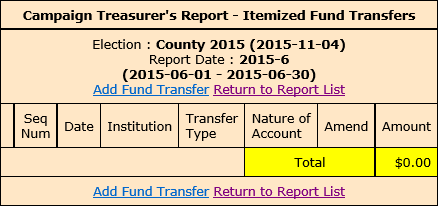 Campaign Treasurer's Report - Itemized Fund Transfers
Election : County 2015 (2015-11-04)
Report Date : 2015-6
(2015-06-01 - 2015-06-30)
Add Fund Transfer Return to Report List
Seq Num Date Institution Transfer Type Nature of Account Amend Amount
Total $0.00
Add Fund Transfer Return to Report List